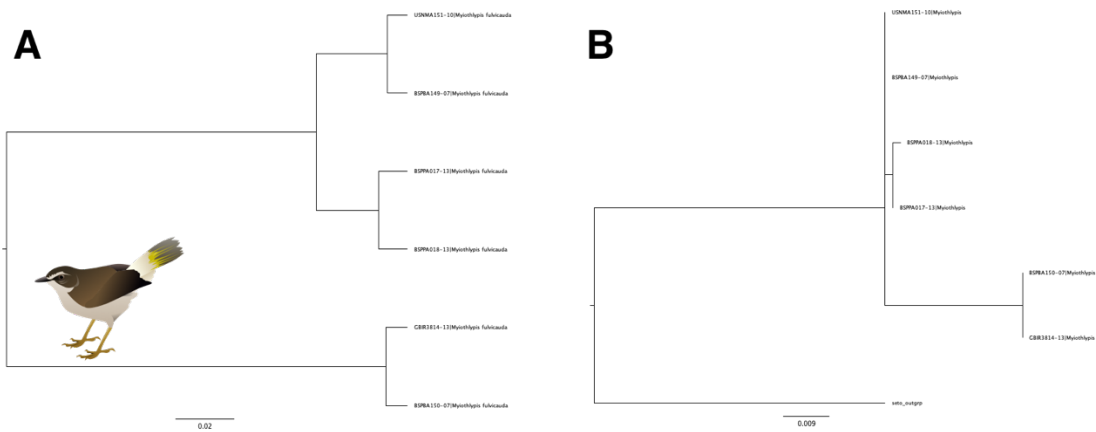 A
USNMA151-10|Myiothlypis fulvicauda
BSPBA149-07|Myiothlypis fulvicauda
BSPPA017-13|Myiothlypis fulvicauda
BSPPA018-13|Myiothlypis fulvicauda
GBIR3814-13|Myiothlypis fulvicauda
BSPBA150-07|Myiothlypis fulvicauda
0.02
B
USNMA151-10|Myiothlypis
BSPBA149-07|Myiothlypis
BSPPA018-13|Myiothlypis
BSPPA017-13|Myiothlypis
BSPBA150-07|Myiothlypis
GBIR3814-13|Myiothlypis
seto_outgrp
0.009